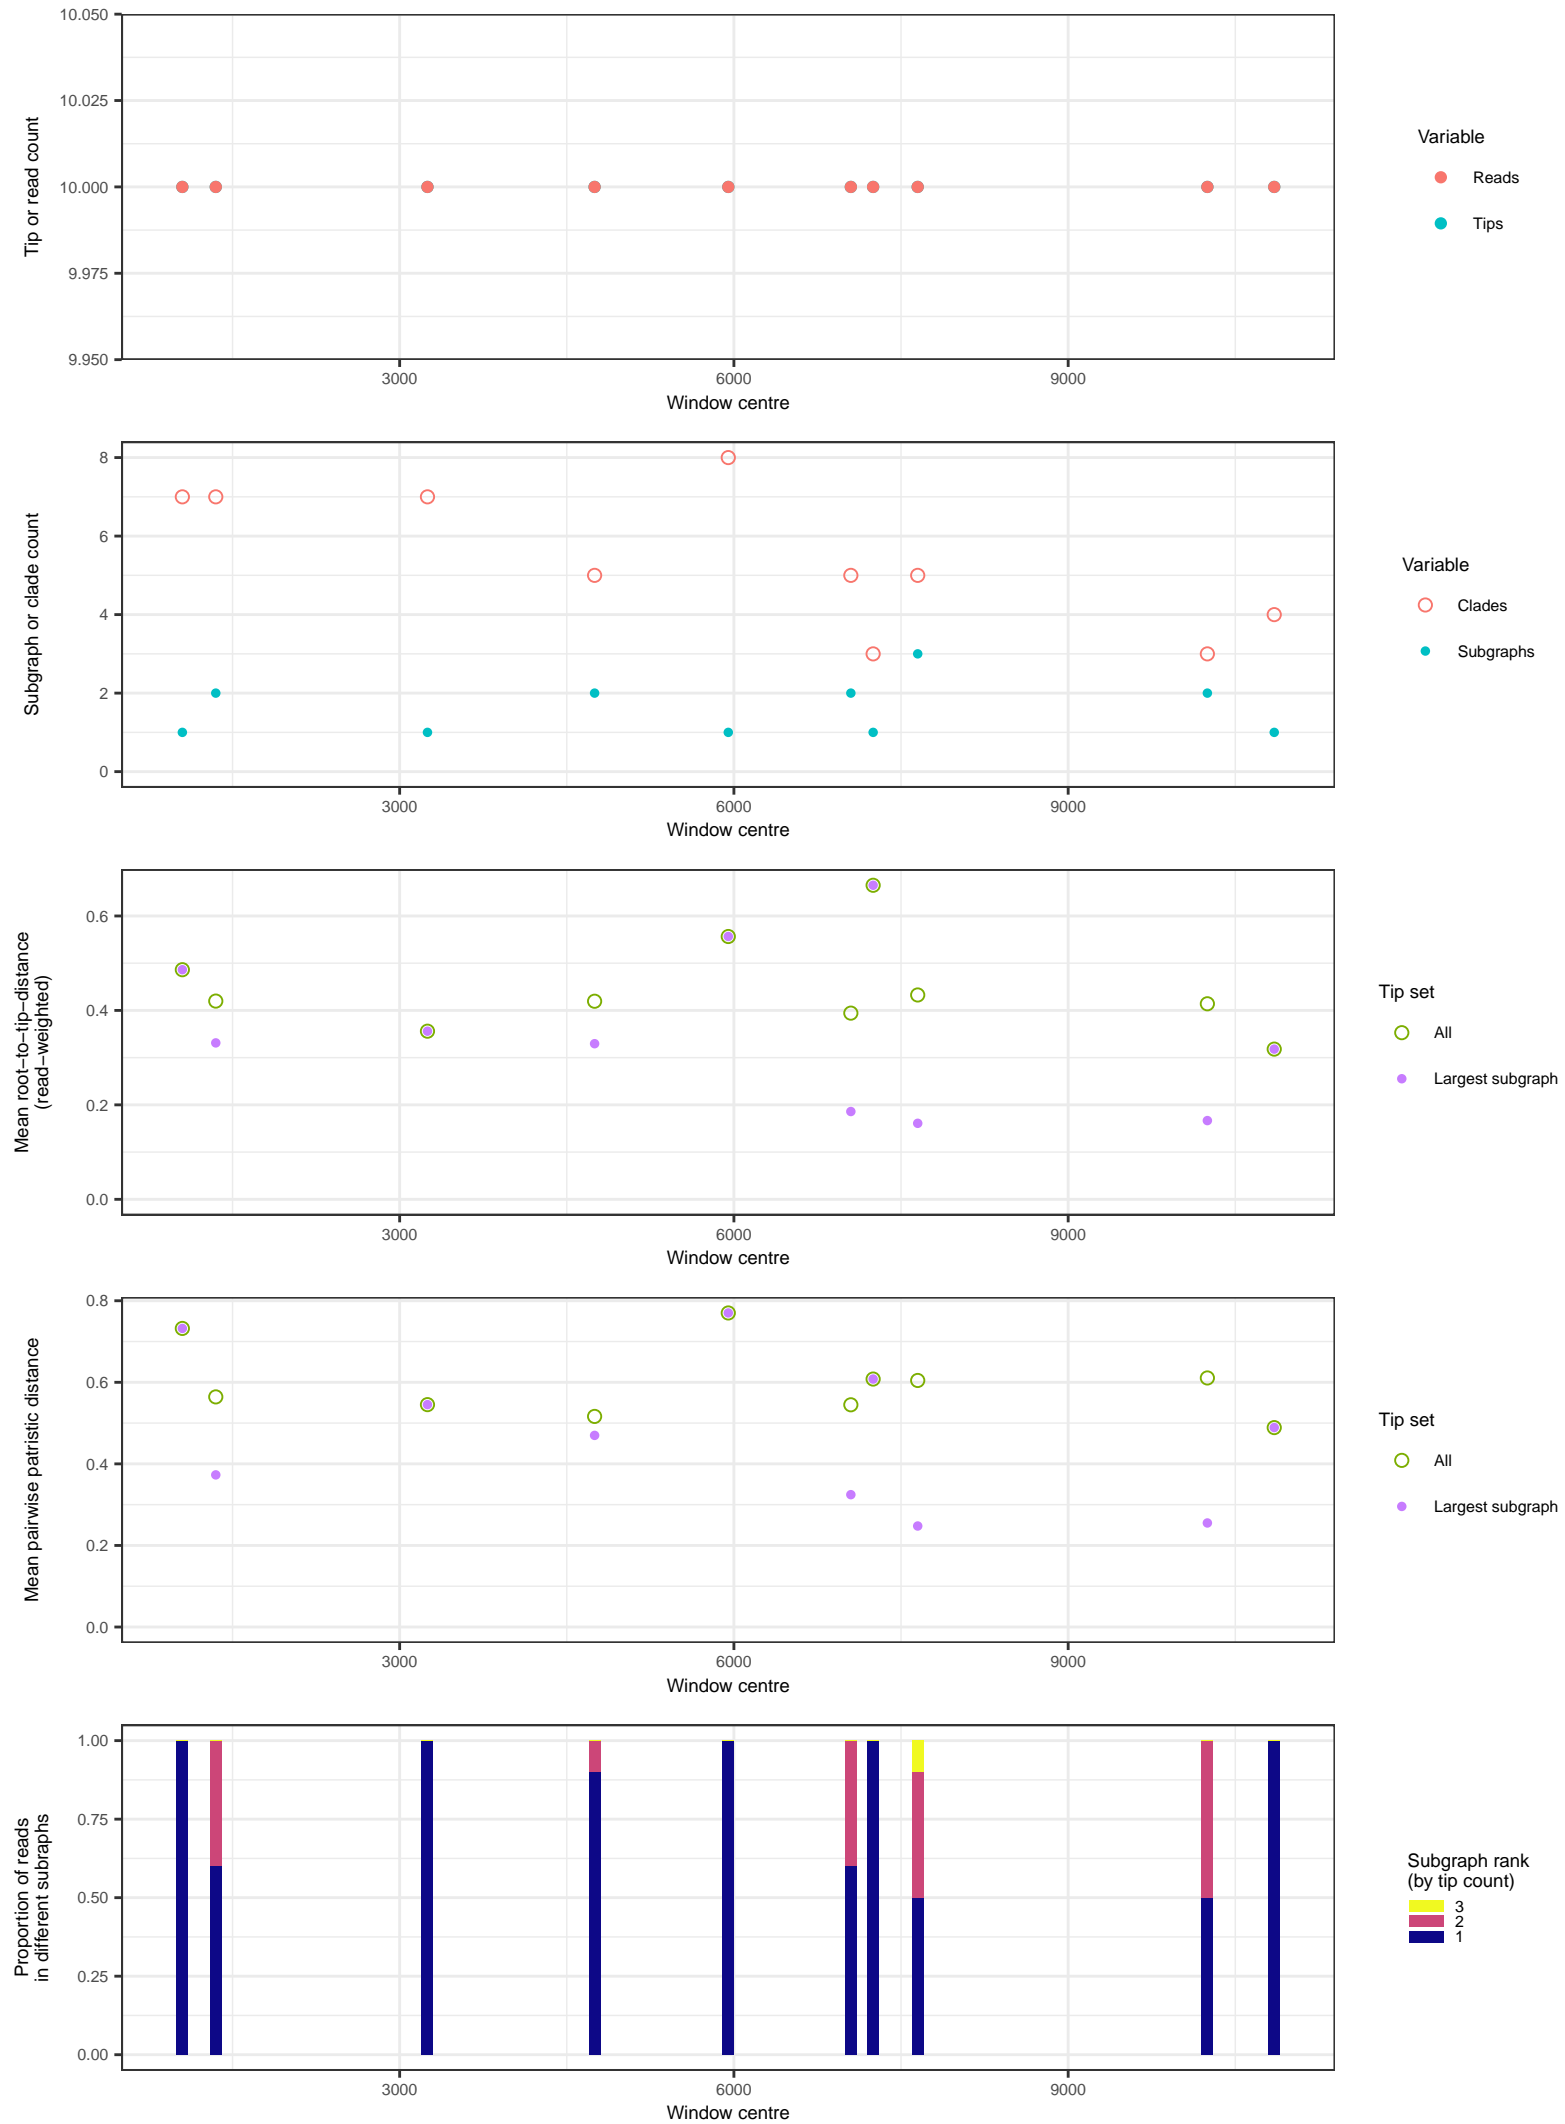 10.050
10.025
10.000
9.975
9.950
Tip or read count
3000 6000 9000
Window centre
Variable
Reads
Tips
8
6
4
2
0
Subgraph or clade count
3000 6000 9000
Window centre
Variable
Clades
Subgraphs
0.6
0.4
0.2
0.0
Mean root−to−tip−distance
(read−weighted)
3000 6000 9000
Window centre
Tip set
All
Largest subgraph
0.8
0.6
0.4
0.2
0.0
Mean pairwise patristic distance
3000 6000 9000
Window centre
Tip set
All
Largest subgraph
1.00
0.75
0.50
0.25
0.00
Proportion of reads
in different subraphs
3000 6000 9000
Window centre
Subgraph rank
(by tip count)
3
2
1